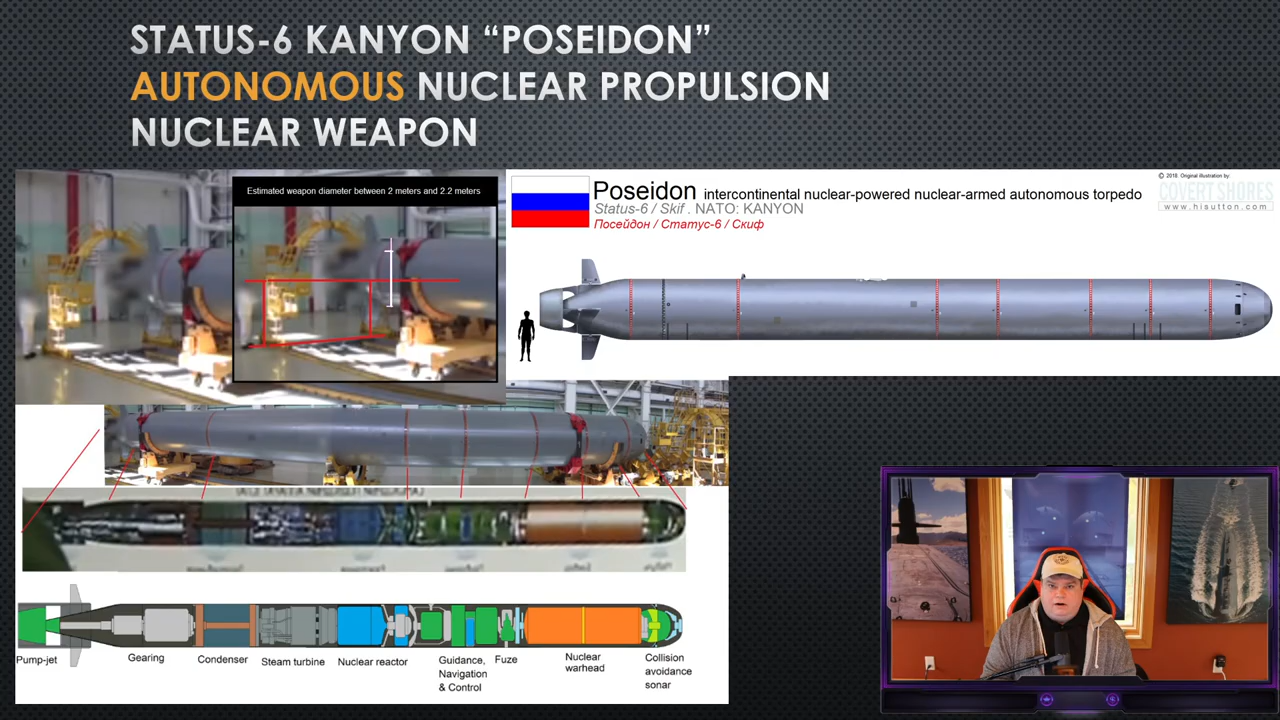 STATUS-6 KANYON “POSEIDON”
AUTONOMOUS NUCLEAR PROPULSION
NUCLEAR WEAPON
Estimated weapon diameter between 2 meters and 2.2 meters
Poseidon intercontinental nuclear-powered nuclear-armed autonomous torpedo
Status-6 / Skif . NATO: KANYON
Посейдон / Статус-6 / Скиф
© 2018 Original illustration by:
COVERT SHORES
www.hisutton.com
Pump-jet
Gearing
Condenser
Steam turbine
Nuclear reactor
Guidance,
Navigation
& Control
Fuze
Nuclear
warhead
Collision
avoidance
sonar